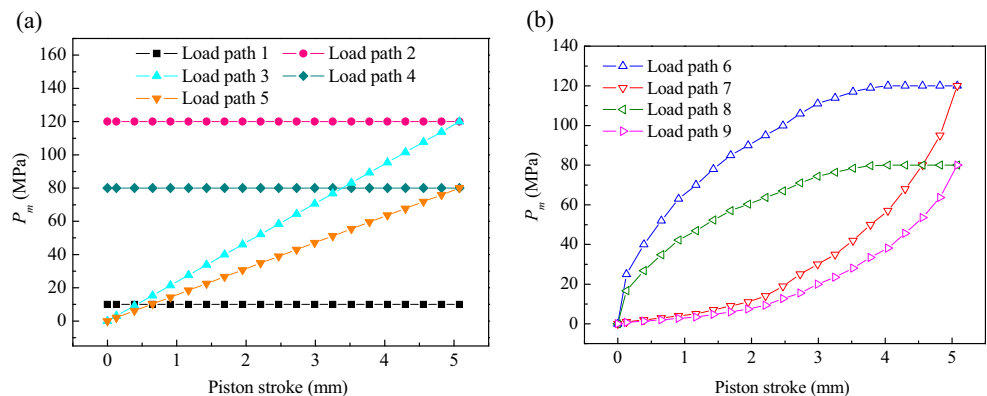 (a)
Load path 1
Load path 2
Load path 3
Load path 4
Load path 5
160
140
120
100
80
60
40
20
0
P_m (MPa)
0 1 2 3 4 5
Piston stroke (mm)
(b)
Load path 6
Load path 7
Load path 8
Load path 9
140
120
100
80
60
40
20
0
P_m (MPa)
0 1 2 3 4 5
Piston stroke (mm)